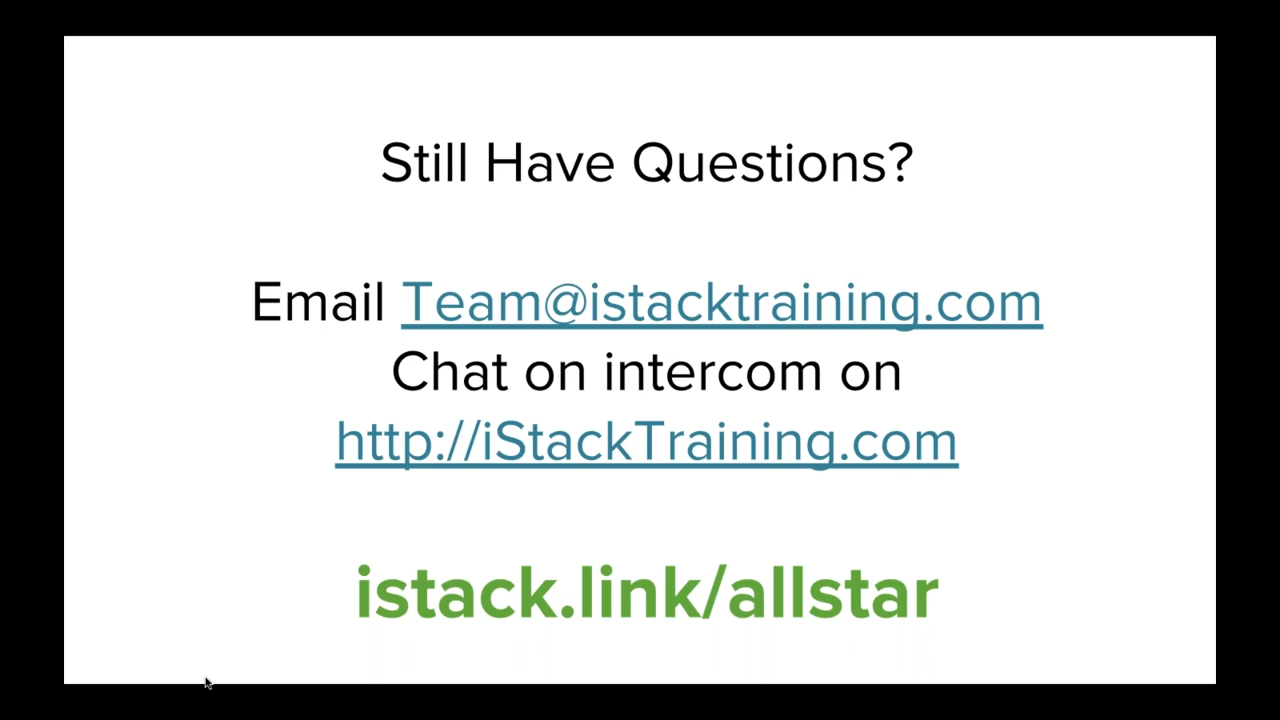 Still Have Questions?
Email Team@istacktraining.com
Chat on intercom on
http://iStackTraining.com
istack.link/allstar